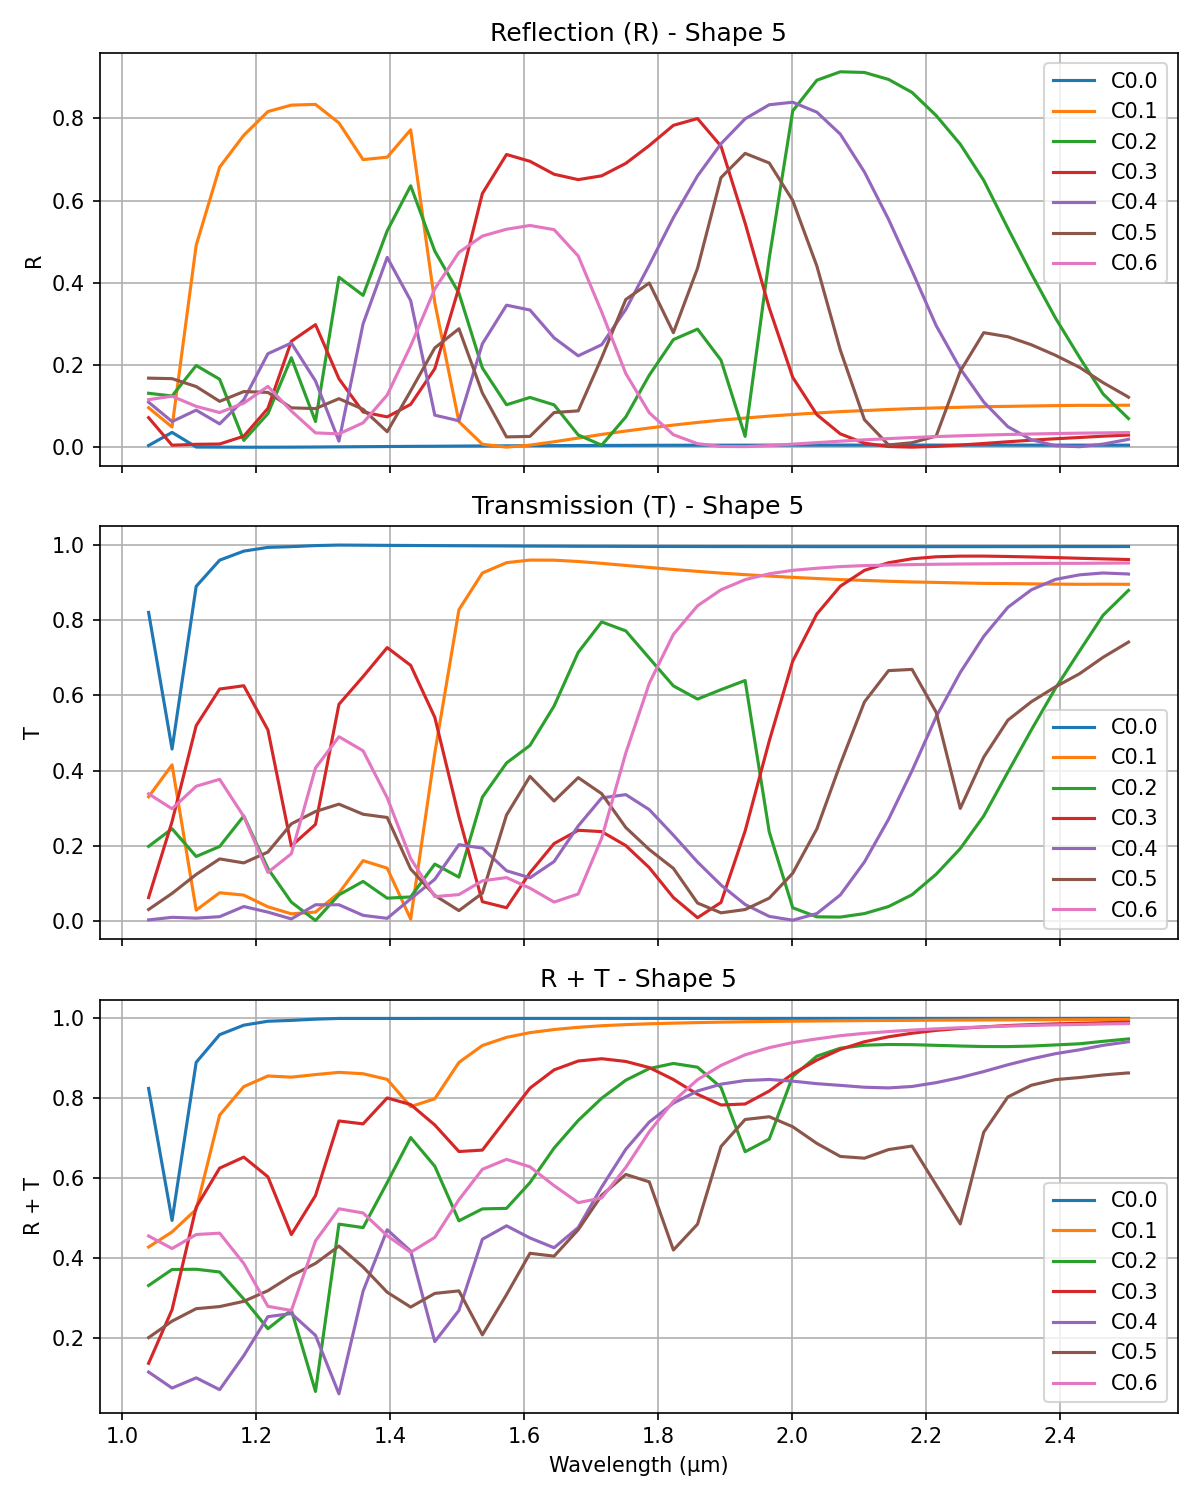 Reflection (R) - Shape 5
R
0.8
0.6
0.4
0.2
0.0
C0.0
C0.1
C0.2
C0.3
C0.4
C0.5
C0.6
Transmission (T) - Shape 5
T
1.0
0.8
0.6
0.4
0.2
0.0
C0.0
C0.1
C0.2
C0.3
C0.4
C0.5
C0.6
R + T - Shape 5
R + T
1.0
0.8
0.6
0.4
0.2
C0.0
C0.1
C0.2
C0.3
C0.4
C0.5
C0.6
1.0 1.2 1.4 1.6 1.8 2.0 2.2 2.4
Wavelength (μm)